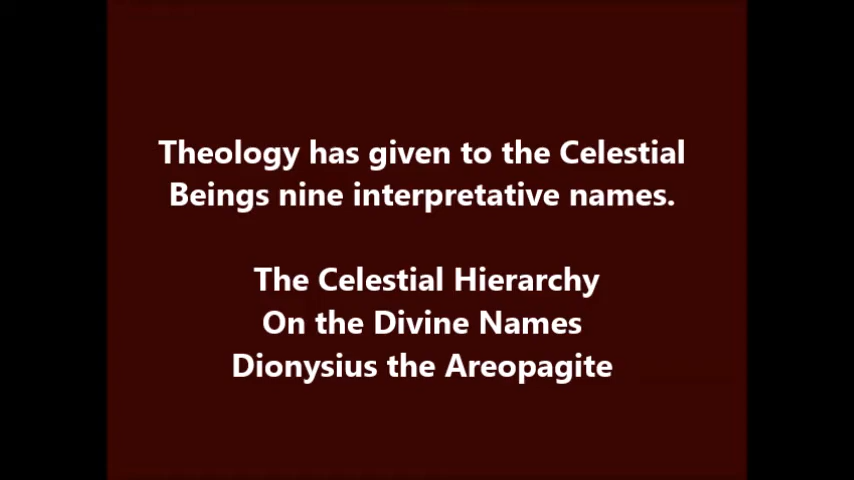 Theology has given to the Celestial
Beings nine interpretative names.
The Celestial Hierarchy
On the Divine Names
Dionysius the Areopagite